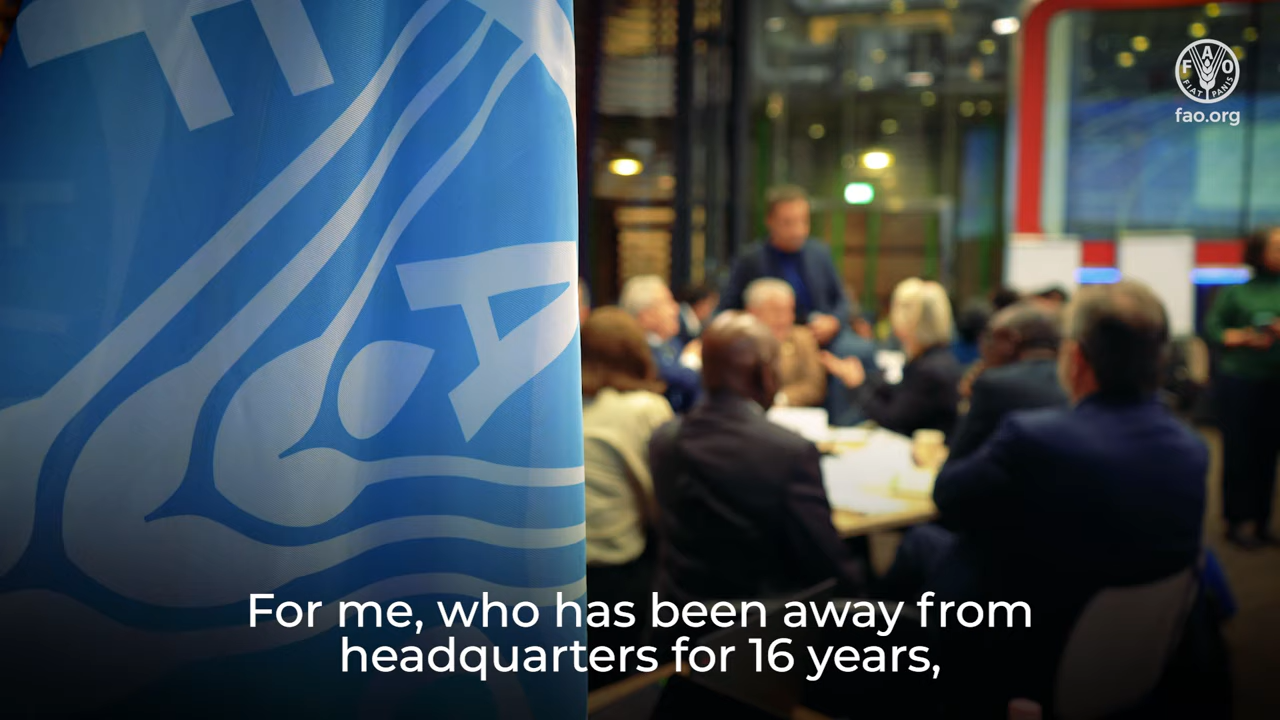 F
A
F A O
FIAT PANIS
fao.org
For me, who has been away from
headquarters for 16 years,